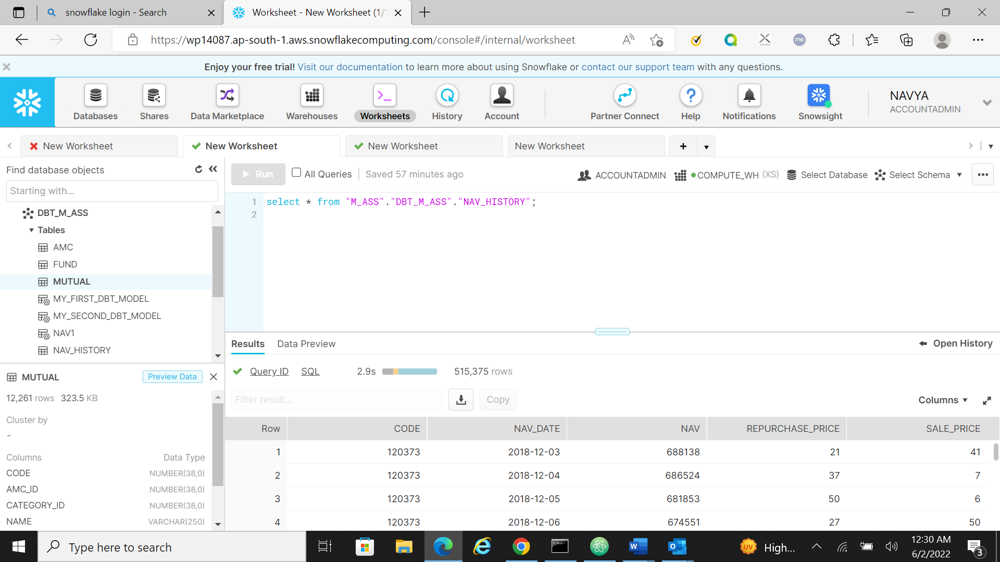 snowflake login - Search
Worksheet - New Worksheet (1/
https://wp14087.ap-south-1.aws.snowflakecomputing.com/console#/internal/worksheet
me
Enjoy your free trial! Visit our documentation to learn more about using Snowflake or contact our support team with any questions.
Databases
Shares
Data Marketplace
Warehouses
Worksheets
History
Account
Partner Connect
Help
Notifications
Snowsight
NAVYA
ACCOUNTADMIN
New Worksheet
New Worksheet
New Worksheet
New Worksheet
Find database objects
Starting with...
DBT_M_ASS
Tables
AMC
FUND
MUTUAL
MY_FIRST_DBT_MODEL
MY_SECOND_DBT_MODEL
NAV1
NAV_HISTORY
Run
All Queries
Saved 57 minutes ago
ACCOUNTADMIN
COMPUTE_WH (XS)
Select Database
Select Schema
1 select * from "M_ASS"."DBT_M_ASS"."NAV_HISTORY";
2
MUTUAL
Preview Data
12,261 rows 323.5 KB
Cluster by
-
Columns Data Type
CODE NUMBER(38,0)
AMC_ID NUMBER(38,0)
CATEGORY_ID NUMBER(38,0)
NAME VARCHAR(250)
Results
Data Preview
Open History
Query ID SQL 2.9s 515,375 rows
Filter result...
Copy
Columns
Row CODE NAV_DATE NAV REPURCHASE_PRICE SALE_PRICE
1 120373 2018-12-03 688138 21 41
2 120373 2018-12-04 686524 37 7
3 120373 2018-12-05 681853 50 6
4 120373 2018-12-06 674551 27 50
Type here to search
UV
High...
12:30 AM
6/2/2022
3